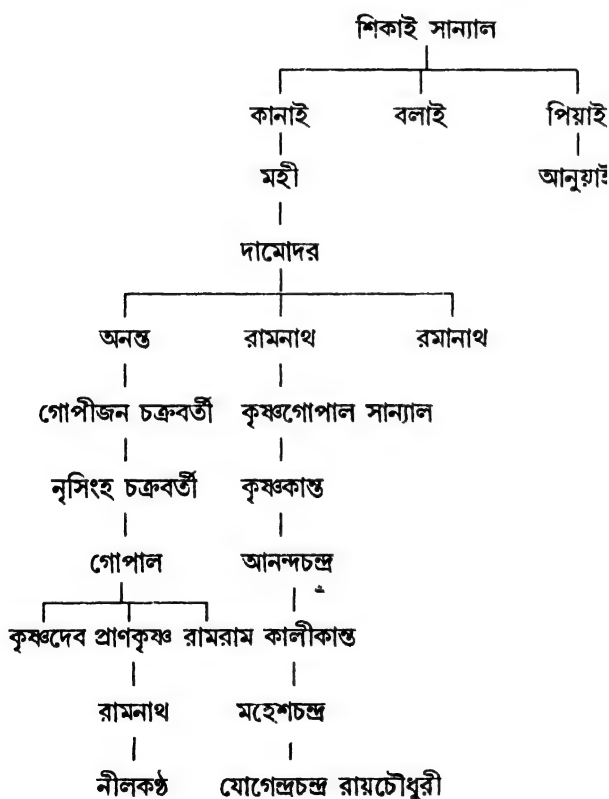 শিকাই সান্যাল
কানাই বলাই পিয়াই
মহী আনুয়াই
দামোদর
অনন্ত রামনাথ রমানাথ
গোপীজন চক্রবর্তী কৃষ্ণগোপাল সান্যাল
নৃসিংহ চক্রবর্তী কৃষ্ণকান্ত
গোপাল আনন্দচন্দ্র
কৃষ্ণদেব প্রাণকৃষ্ণ রামরাম কালীকান্ত
রামনাথ মহেশচন্দ্র
নীলকণ্ঠ যোগেন্দ্রচন্দ্র রায়চৌধুরী